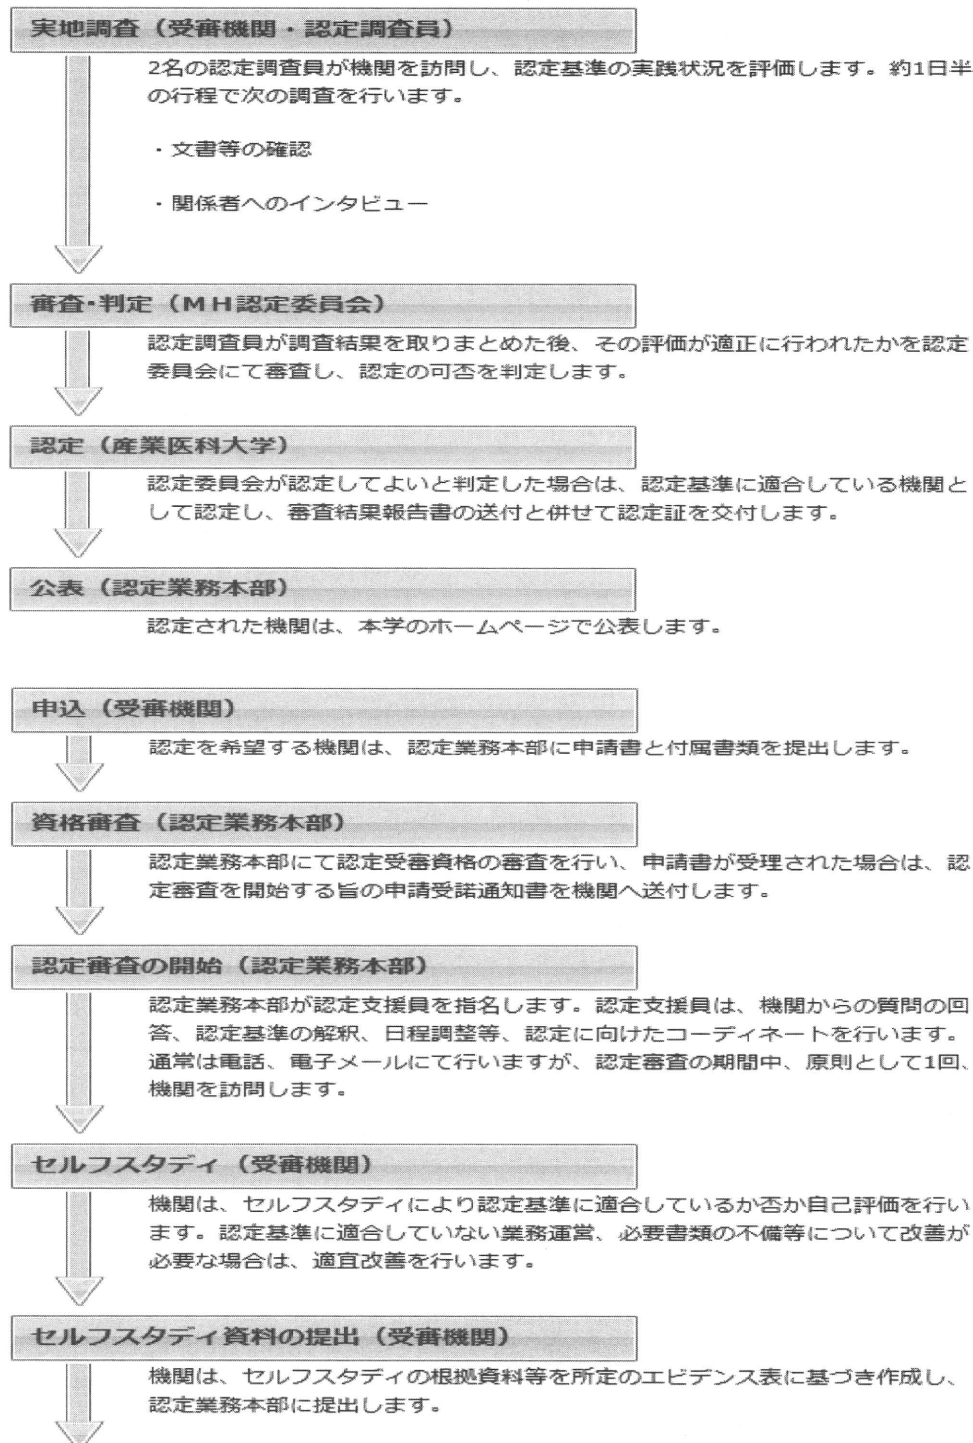 実地調査（受審機関・認定調査員）
2名の認定調査員が機関を訪問し、認定基準の実践状況を評価します。約1日半
の行程で次の調査を行います。
・文書等の確認
・関係者へのインタビュー
審査・判定（ＭＨ認定委員会）
認定調査員が調査結果を取りまとめた後、その評価が適正に行われたかを認定
委員会にて審査し、認定の可否を判定します。
認定（産業医科大学）
認定委員会が認定してよいと判定した場合は、認定基準に適合している機関と
して認定し、審査結果報告書の送付と併せて認定証を交付します。
公表（認定業務本部）
認定された機関は、本学のホームページで公表します。
申込（受審機関）
認定を希望する機関は、認定業務本部に申請書と付属書類を提出します。
資格審査（認定業務本部）
認定業務本部にて認定受審資格の審査を行い、申請書が受理された場合は、認
定審査を開始する旨の申請受諾通知書を機関へ送付します。
認定審査の開始（認定業務本部）
認定業務本部が認定支援員を指名します。認定支援員は、機関からの質問の回
答、認定基準の解釈、日程調整等、認定に向けたコーディネートを行います。
通常は電話、電子メールにて行いますが、認定審査の期間中、原則として1回、
機関を訪問します。
セルフスタディ（受審機関）
機関は、セルフスタディにより認定基準に適合しているか否か自己評価を行い
ます。認定基準に適合していない業務運営、必要書類の不備等について改善が
必要な場合は、適宜改善を行います。
セルフスタディ資料の提出（受審機関）
機関は、セルフスタディの根拠資料等を所定のエビデンス表に基づき作成し、
認定業務本部に提出します。